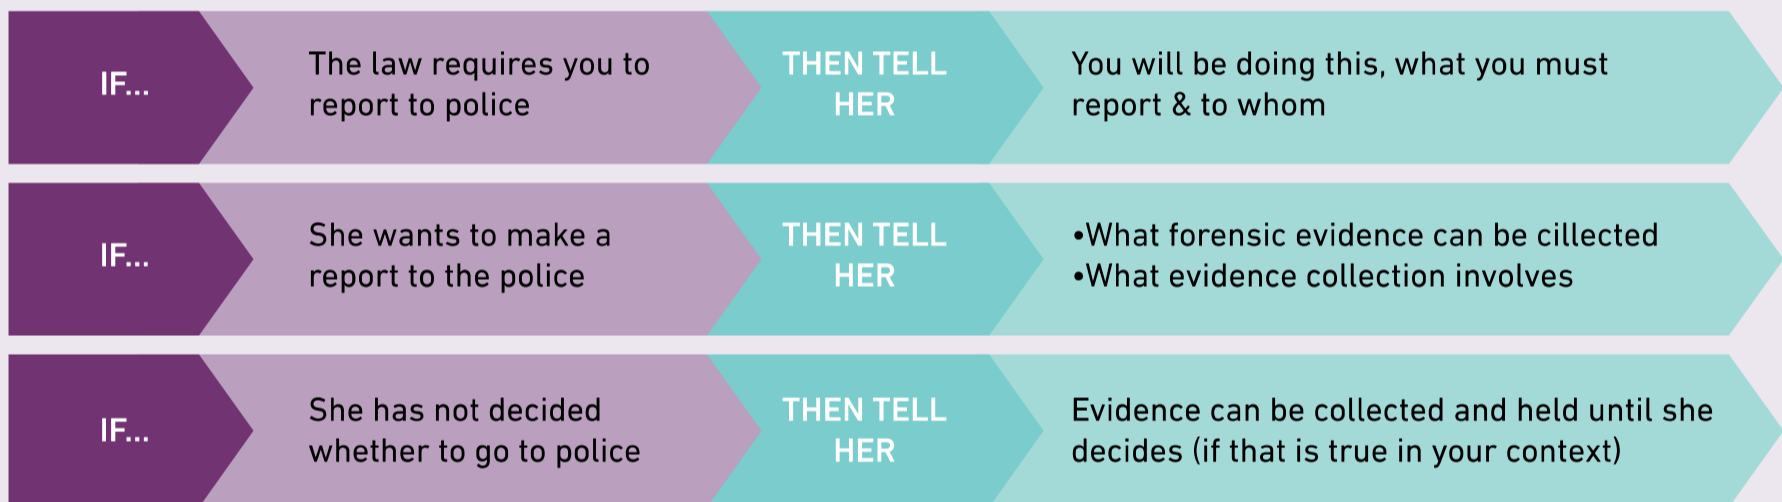 IF...
The law requires you to
report to police
THEN TELL
HER
You will be doing this, what you must
report & to whom
IF...
She wants to make a
report to the police
THEN TELL
HER
•What forensic evidence can be cillected
•What evidence collection involves
IF...
She has not decided
whether to go to police
THEN TELL
HER
Evidence can be collected and held until she
decides (if that is true in your context)